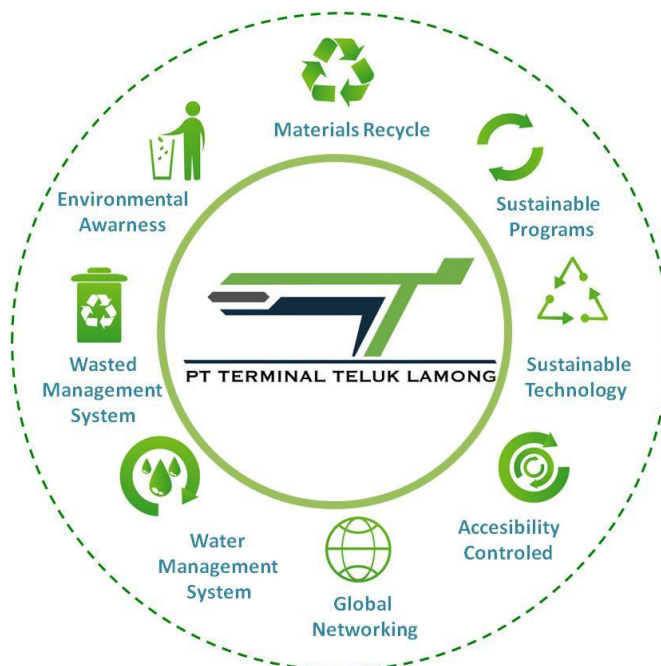 Materials Recycle
Sustainable
Programs
Sustainable
Technology
Accesibility
Controled
Global
Networking
Water
Management
System
Wasted
Management
System
Environmental
Awarness
PT TERMINAL TELUK LAMONG